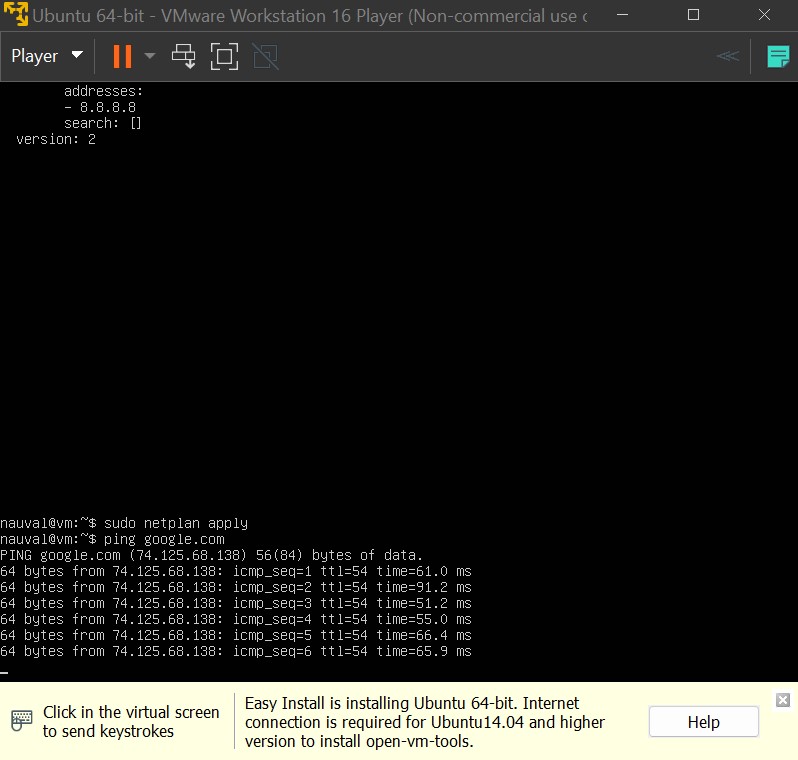 Ubuntu 64-bit - VMware Workstation 16 Player (Non-commercial use
Player
addresses:
- 8.8.8.8
search: []
version: 2
nauval@vm:~$ sudo netplan apply
nauval@vm:~$ ping google.com
PING google.com (74.125.68.138) 56(84) bytes of data.
64 bytes from 74.125.68.138: icmp_seq=1 ttl=54 time=61.0 ms
64 bytes from 74.125.68.138: icmp_seq=2 ttl=54 time=91.2 ms
64 bytes from 74.125.68.138: icmp_seq=3 ttl=54 time=51.2 ms
64 bytes from 74.125.68.138: icmp_seq=4 ttl=54 time=55.0 ms
64 bytes from 74.125.68.138: icmp_seq=5 ttl=54 time=66.4 ms
64 bytes from 74.125.68.138: icmp_seq=6 ttl=54 time=65.9 ms
Click in the virtual screen
to send keystrokes
Easy Install is installing Ubuntu 64-bit. Internet
connection is required for Ubuntu14.04 and higher
version to install open-vm-tools.
Help